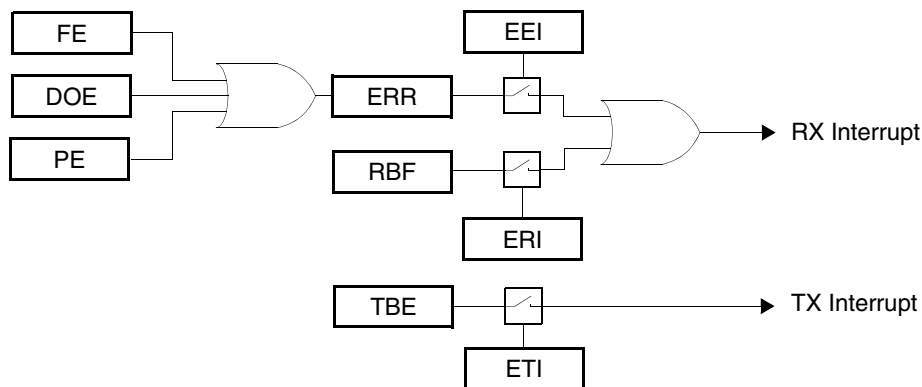 FE
EEI
DOE
ERR
RX Interrupt
PE
RBF
ERI
TBE
TX Interrupt
ETI